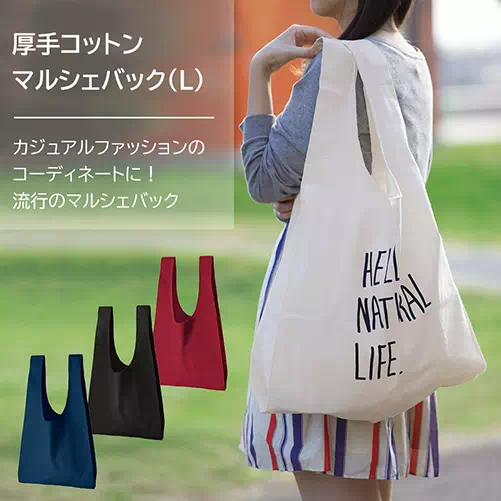 厚手コットン
マルシェバック(L)
カジュアルファッションの
コーディネートに!
流行のマルシェバック
HELL
NATKAL
LIFE.